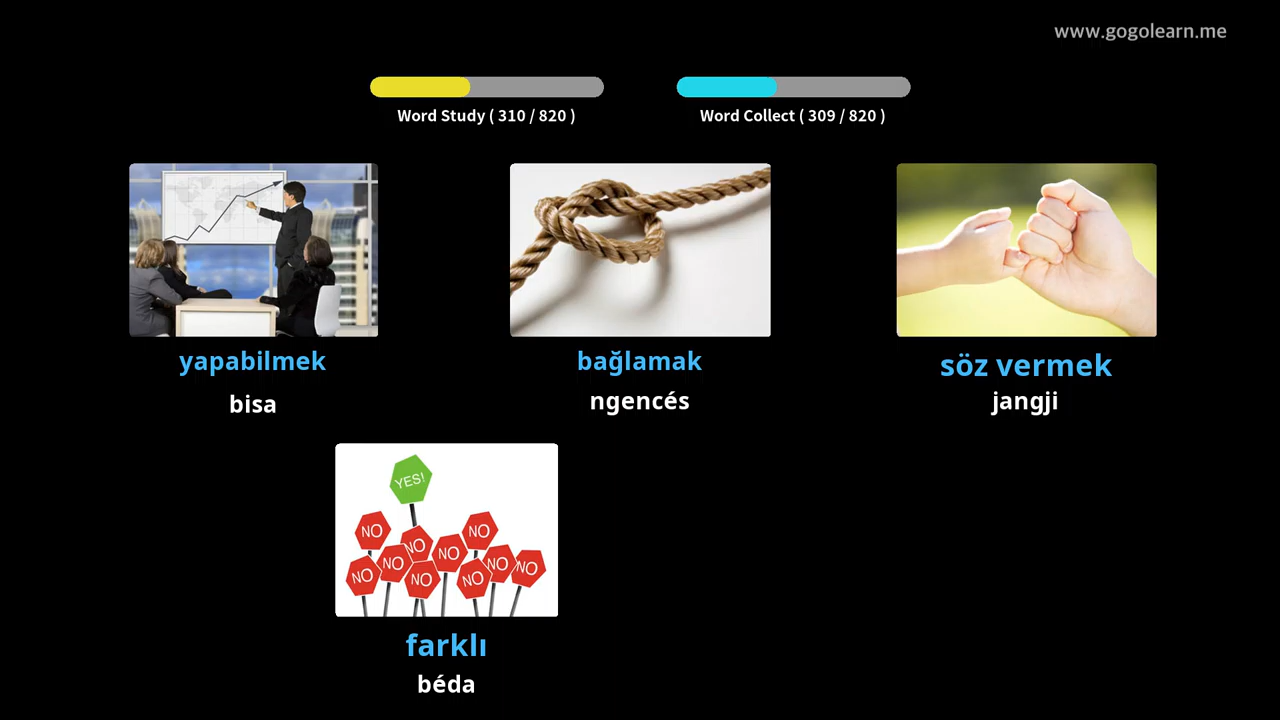 www.gogolearn.me
Word Study ( 310 / 820 )
Word Collect ( 309 / 820 )
yapabilmek
bisa
bağlamak
ngencés
söz vermek
jangji
YES!
NO
NO
NO
NO
NO
NO
NO
NO
NO
NO
farklı
béda